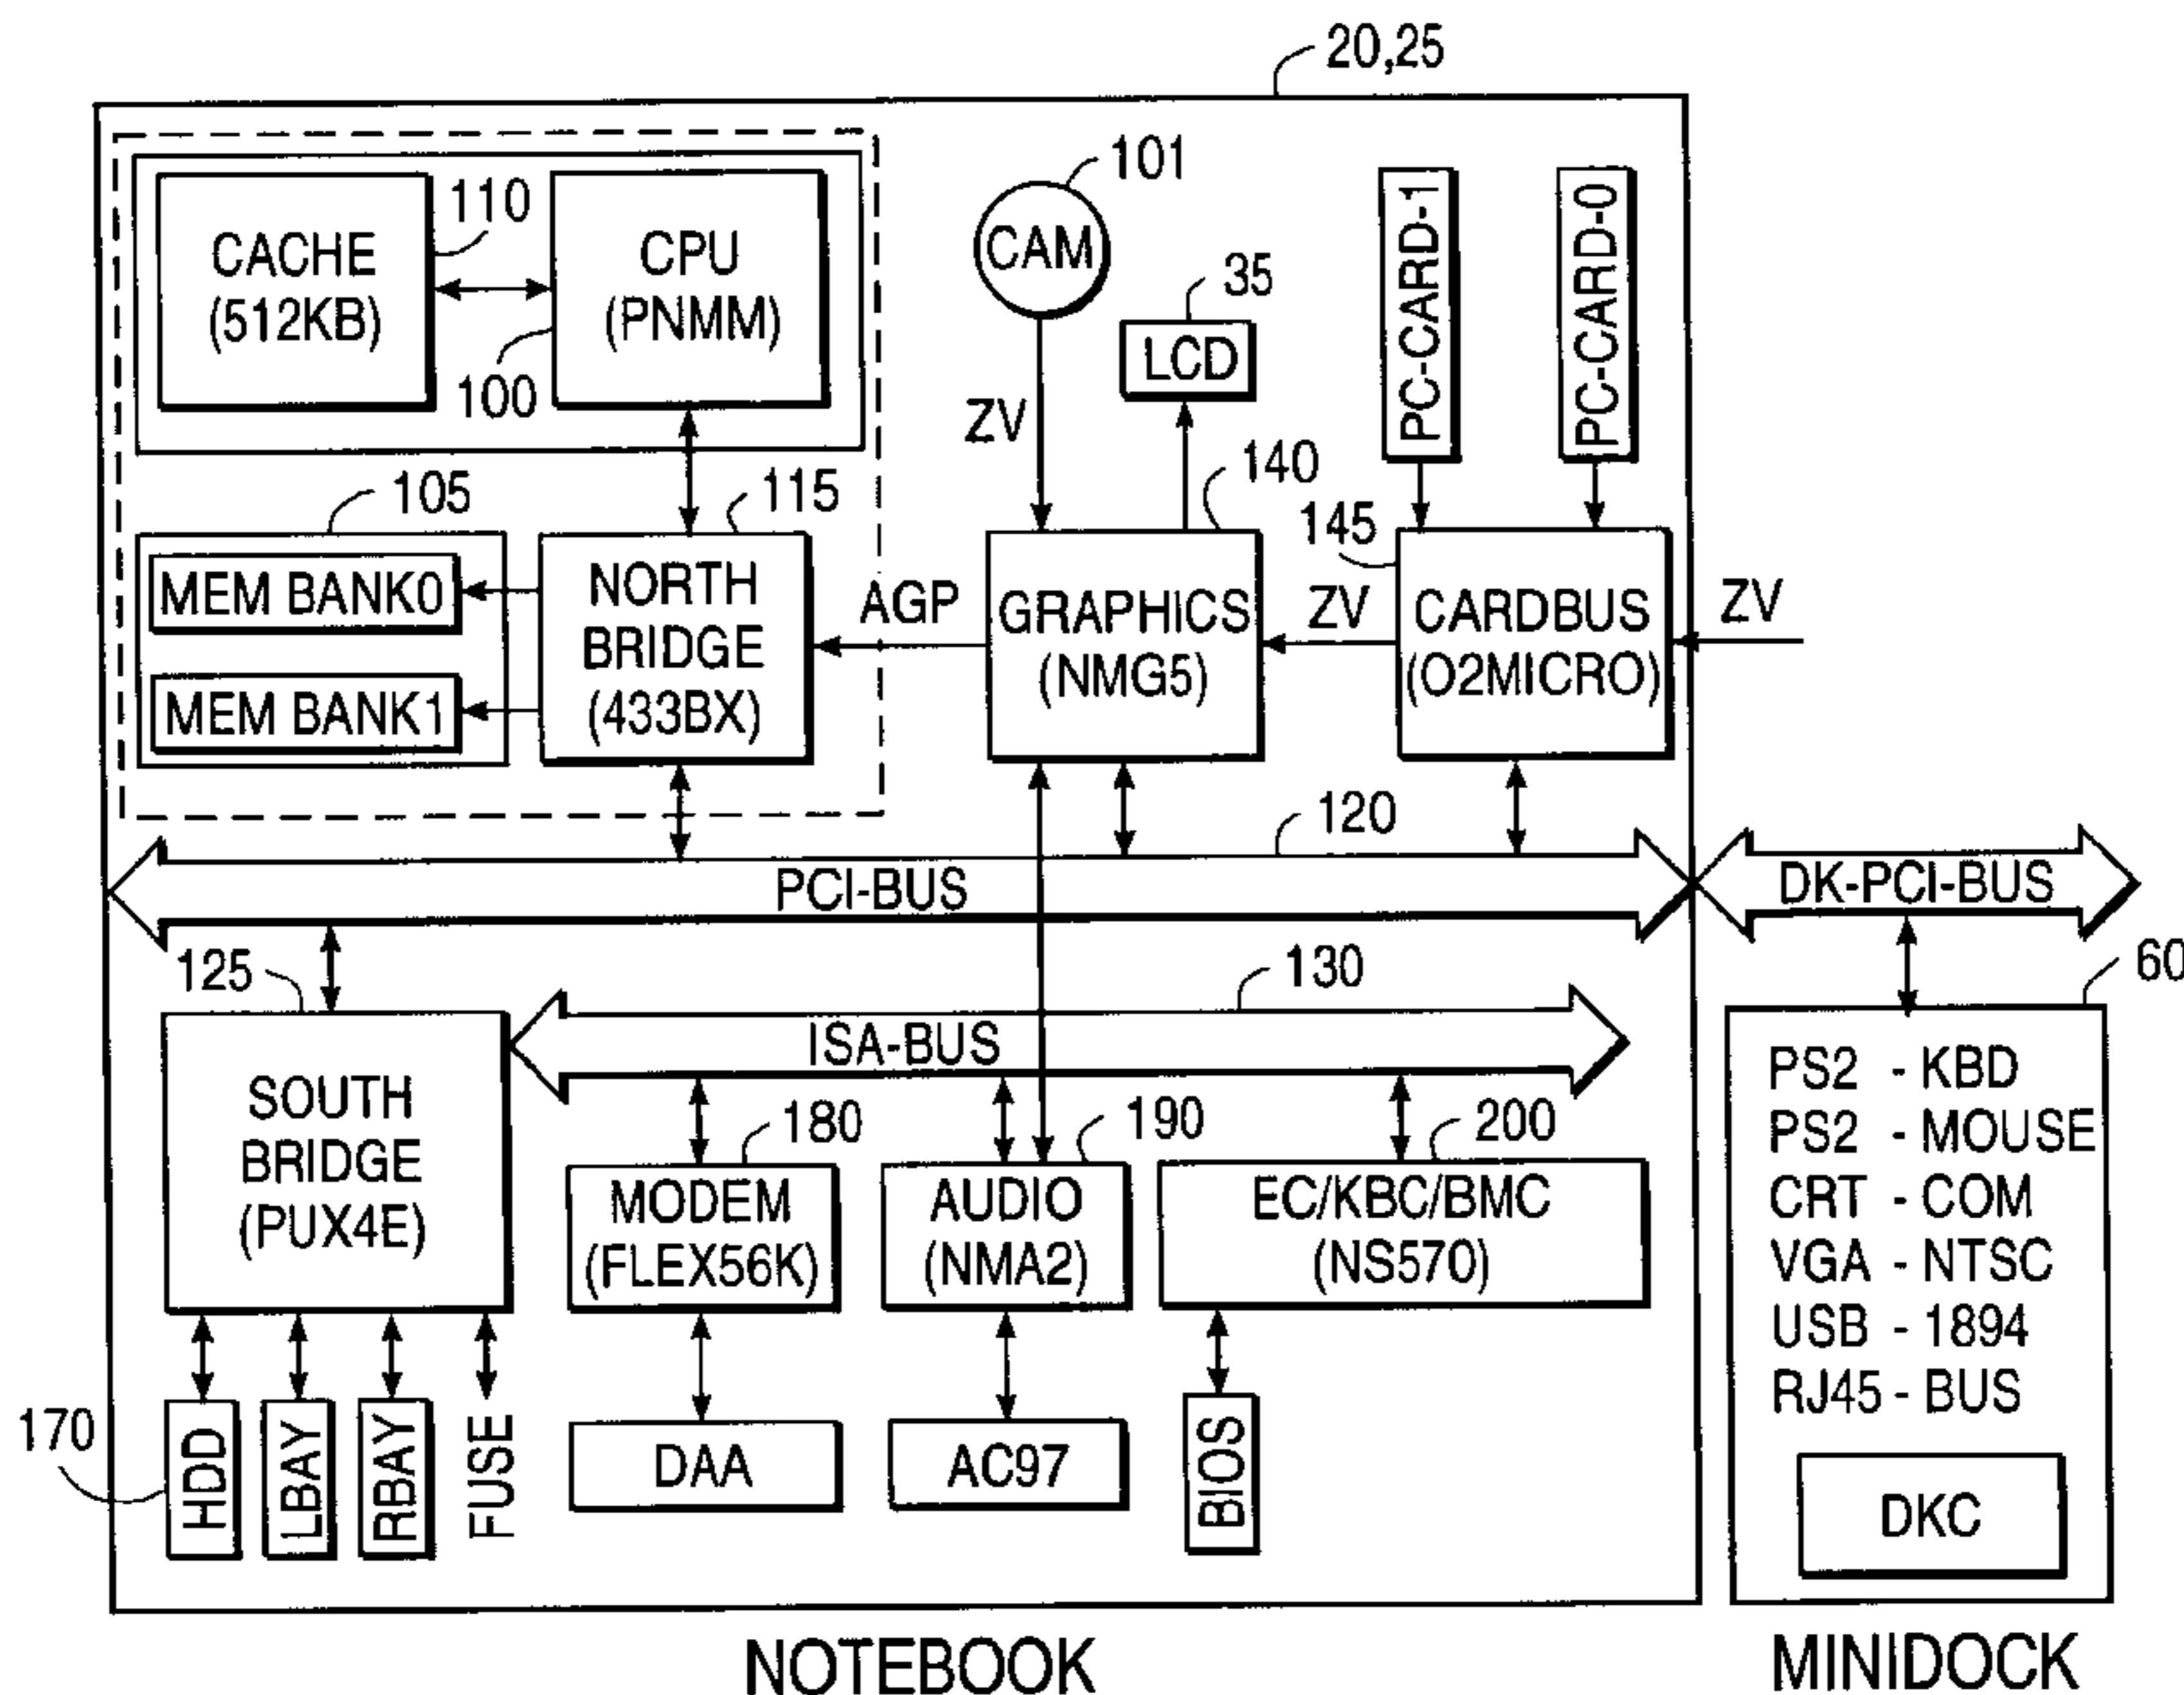 20,25
CACHE
(512KB)
110
CPU
(PNMM)
100
101
CAM
ZV
35
LCD
PC-CARD-1
PC-CARD-0
105
MEM BANK0
MEM BANK1
115
NORTH
BRIDGE
(433BX)
AGP
140
GRAPHICS
(NMG5)
ZV
145
CARDBUS
(O2MICRO)
ZV
120
PCI-BUS
DK-PCI-BUS
125
130
ISA-BUS
60
SOUTH
BRIDGE
(PUX4E)
180
MODEM
(FLEX56K)
190
AUDIO
(NMA2)
200
EC/KBC/BMC
(NS570)
PS2 - KBD
PS2 - MOUSE
CRT - COM
VGA - NTSC
USB - 1894
RJ45 - BUS
170
HDD
LBAY
RBAY
FUSE
DAA
AC97
BIOS
DKC
NOTEBOOK
MINIDOCK